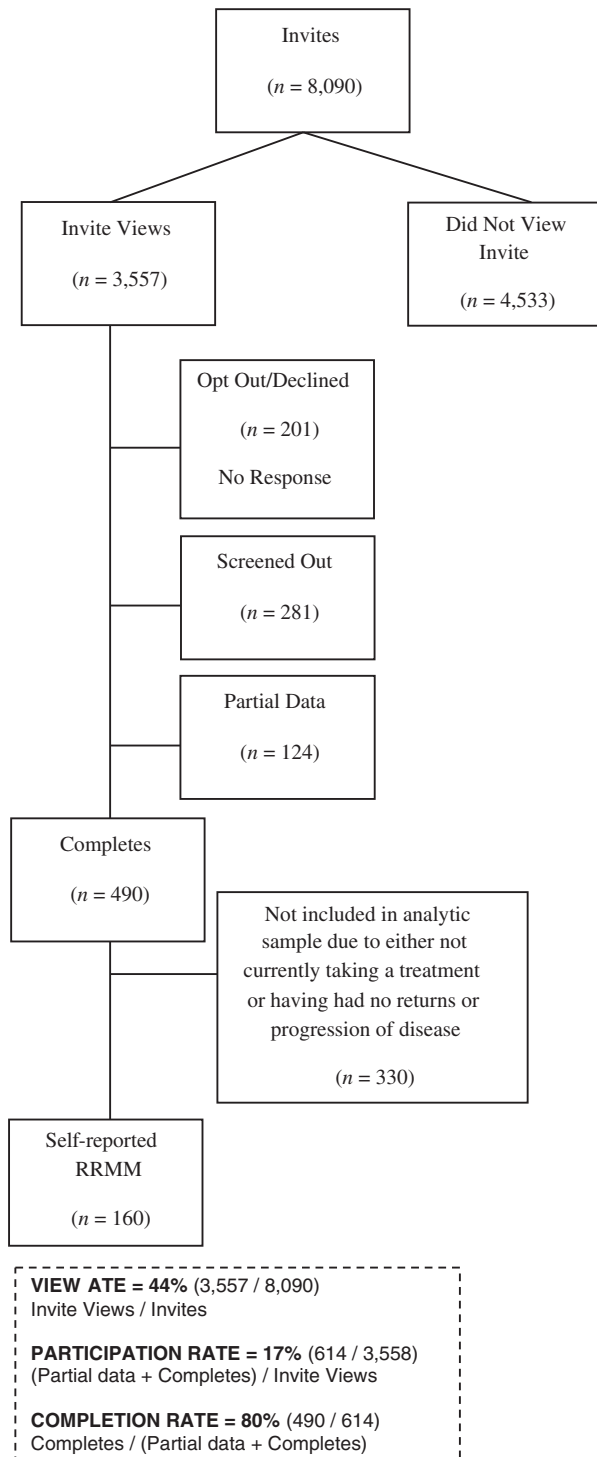 Invites
(n = 8,090)
Invite Views
(n = 3,557)
Did Not View
Invite
(n = 4,533)
Opt Out/Declined
(n = 201)
No Response
Screened Out
(n = 281)
Partial Data
(n = 124)
Completes
(n = 490)
Not included in analytic
sample due to either not
currently taking a treatment
or having had no returns or
progression of disease
(n = 330)
Self-reported
RRMM
(n = 160)
VIEW ATE = 44% (3,557 / 8,090)
Invite Views / Invites
PARTICIPATION RATE = 17% (614 / 3,558)
(Partial data + Completes) / Invite Views
COMPLETION RATE = 80% (490 / 614)
Completes / (Partial data + Completes)